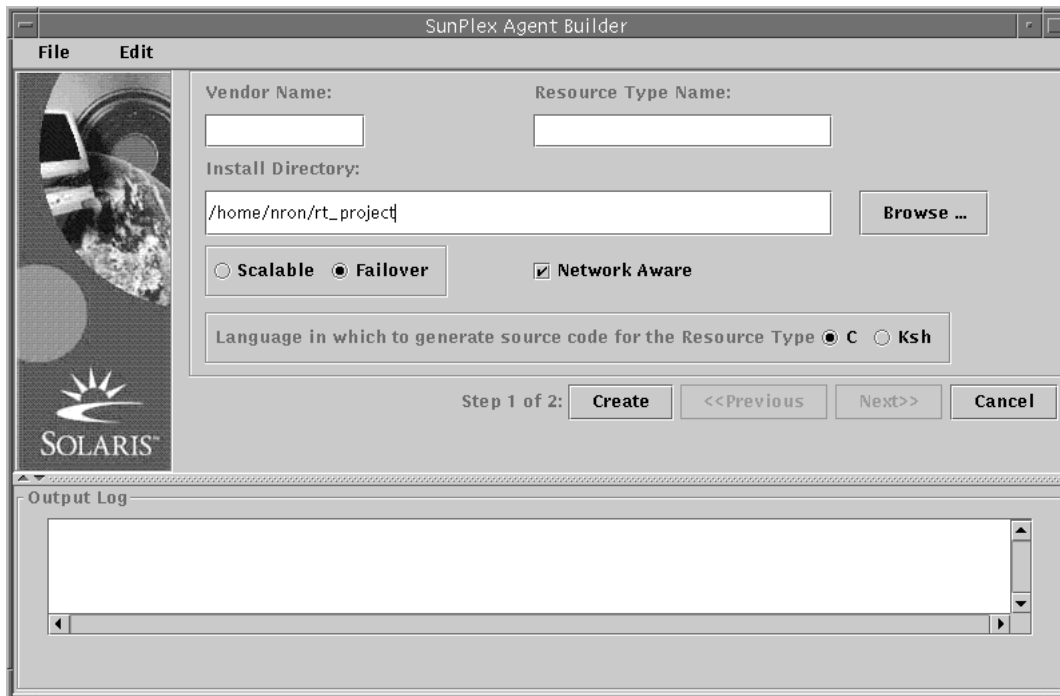 SunPlex Agent Builder
File Edit
Vendor Name: Resource Type Name:
Install Directory:
/home/nron/rt_project
Browse ...
Scalable Failover Network Aware
Language in which to generate source code for the Resource Type C Ksh
Step 1 of 2: Create <<Previous Next>> Cancel
SOLARIS™
Output Log